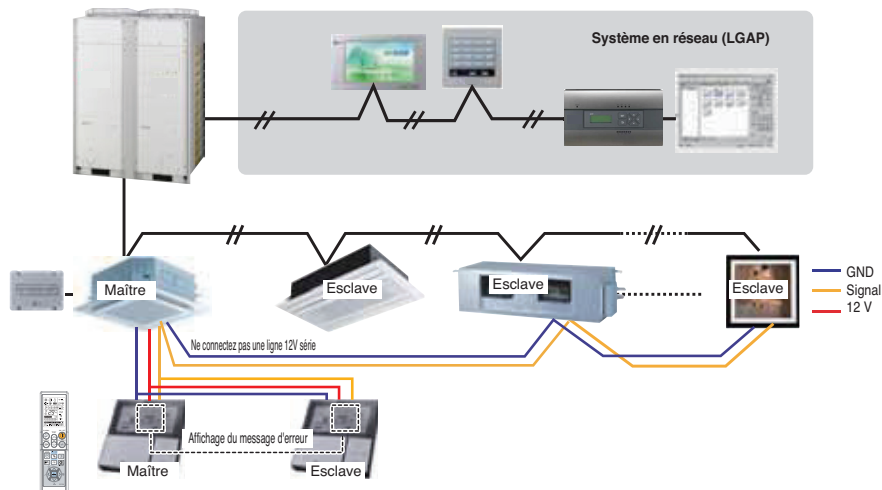 Système en réseau (LGAP)
Maître
Esclave
Esclave
Esclave
GND
Signal
12 V
Ne connectez pas une ligne 12V série
Affichage du message d'erreur
Maître
Esclave